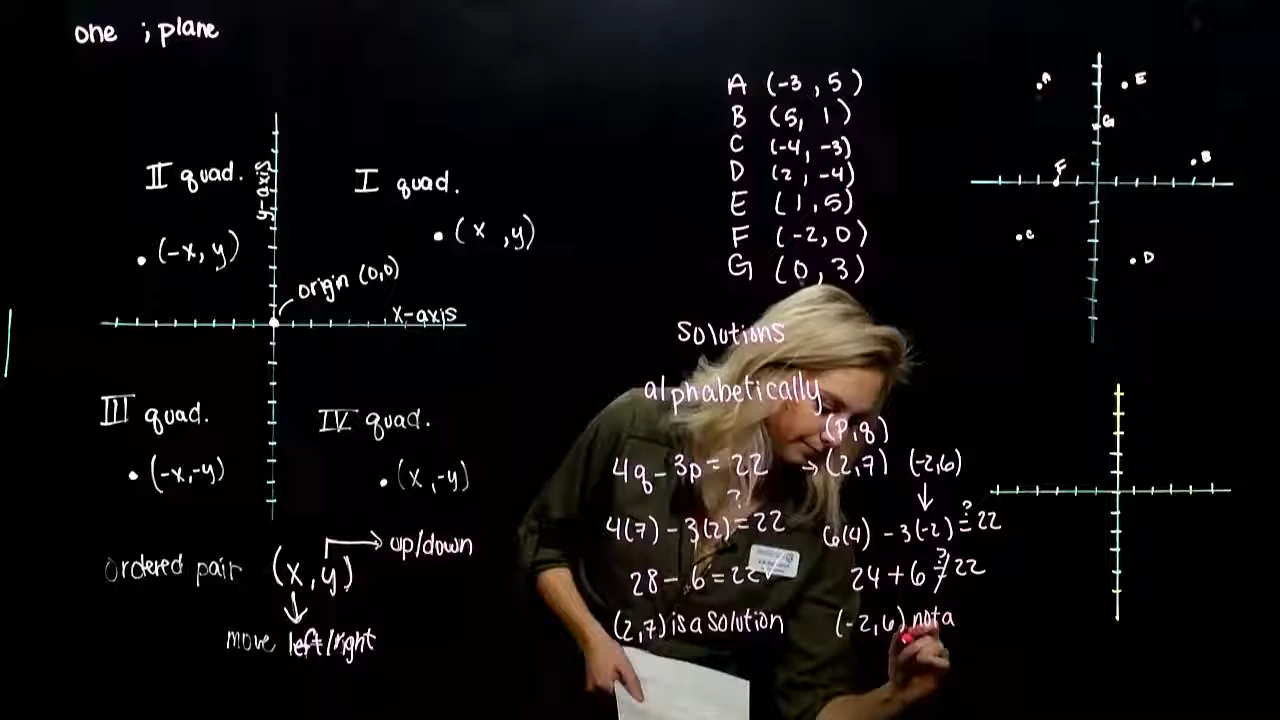 one ; plane
II quad.
y-axis
I quad.
(-x, y)
(x ,y)
origin (0,0)
x-axis
III quad.
IV quad.
(-x,-y)
(x,-y)
ordered pair (x,y) → up/down
move left/right
A (-3 , 5 )
B (5, 1)
C (-4, -3)
D (2, -4)
E (1,5)
F (-2, 0)
G (0, 3)
A
E
G
B
F
C
D
solutions
alphabetically
(p,q)
4q - 3p = 22 → (2,7) (-2,6)
4(7) - 3(2) ?= 22
6(4) - 3(-2) ?= 22
28 - 6 = 22 ✓
24 + 6 ?≠ 22
(2,7) is a solution
(-2,6) not a